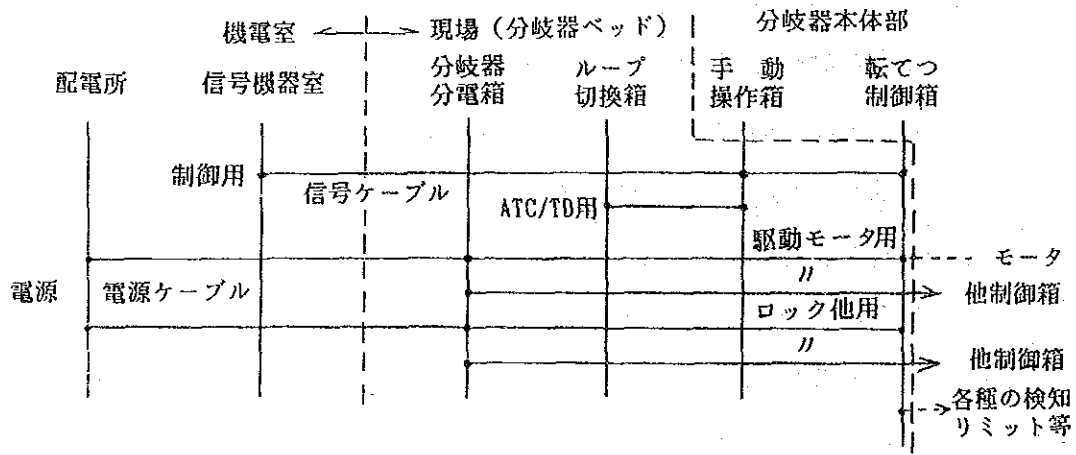 機電室 ←→ 現場（分岐器ベッド）
分岐器本体部
配電所
信号機器室
分岐器
分電箱
ループ
切換箱
手　動
操作箱
転てつ
制御箱
制御用
信号ケーブル
ATC/TD用
駆動モータ用
モータ
〃
電源
電源ケーブル
他制御箱
ロック他用
〃
他制御箱
各種の検知
リミット等